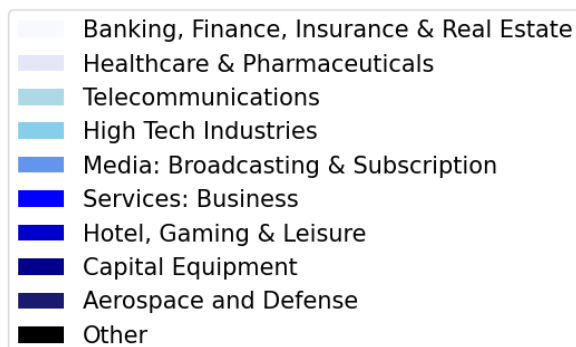 Banking, Finance, Insurance & Real Estate
Healthcare & Pharmaceuticals
Telecommunications
High Tech Industries
Media: Broadcasting & Subscription
Services: Business
Hotel, Gaming & Leisure
Capital Equipment
Aerospace and Defense
Other